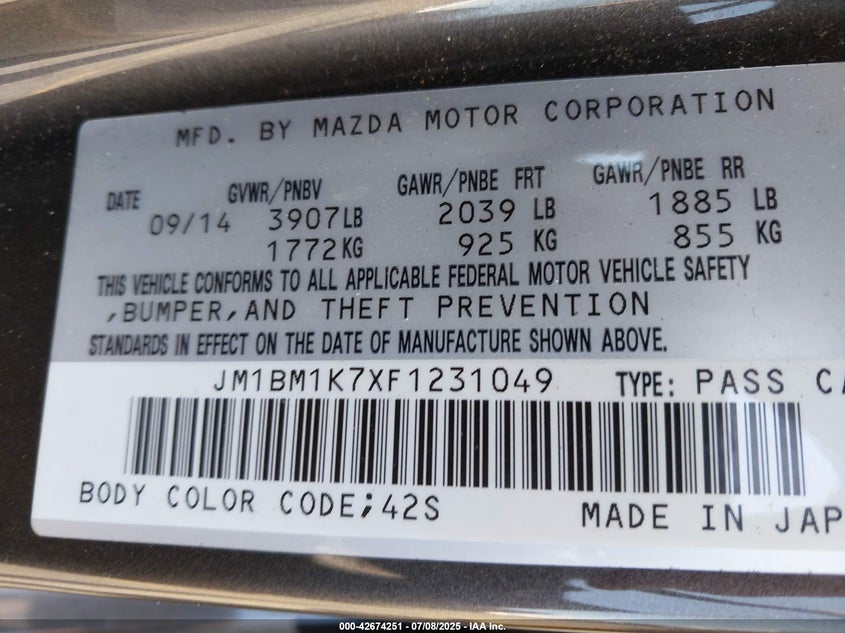 MFD. BY MAZDA MOTOR CORPORATION
DATE GVWR/PNBV GAWR/PNBE FRT GAWR/PNBE RR
09/14 3907LB 2039 LB 1885 LB
1772KG 925 KG 855 KG
THIS VEHICLE CONFORMS TO ALL APPLICABLE FEDERAL MOTOR VEHICLE SAFETY
,BUMPER,AND THEFT PREVENTION
STANDARDS IN EFFECT ON THE DATE OF MANUFACTURE SHOWN ABOVE.
JM1BM1K7XF1231049 TYPE: PASS CA
BODY COLOR CODE;42S MADE IN JAP
000-42674251 - 07/08/2025 - IAA Inc.